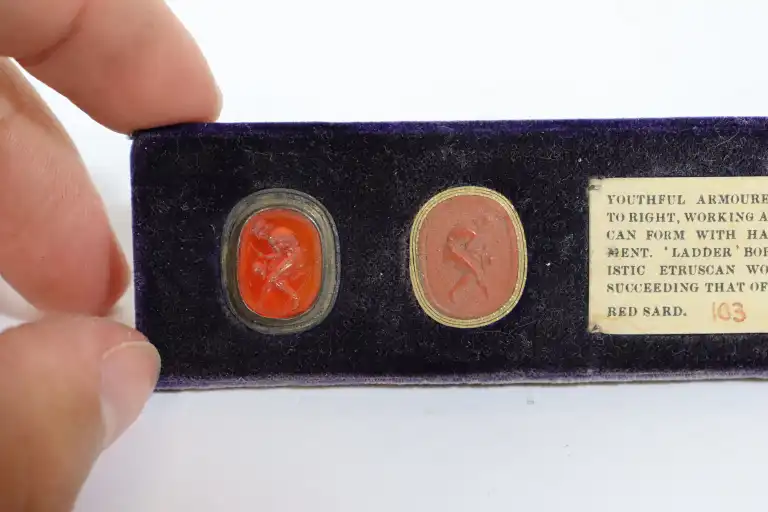 YOUTHFUL ARMOURE
TO RIGHT, WORKING A
CAN FORM WITH HA
MENT. 'LADDER' BOR
ISTIC ETRUSCAN WO
SUCCEEDING THAT OF
RED SARD. 103